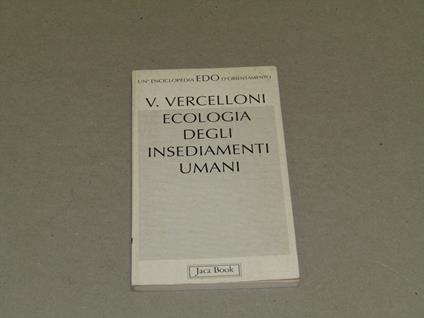 UN' ENCICLOPEDIA EDO D'ORIENTAMENTO
V. VERCELLONI
ECOLOGIA
DEGLI
INSEDIAMENTI
UMANI
Jaca Book